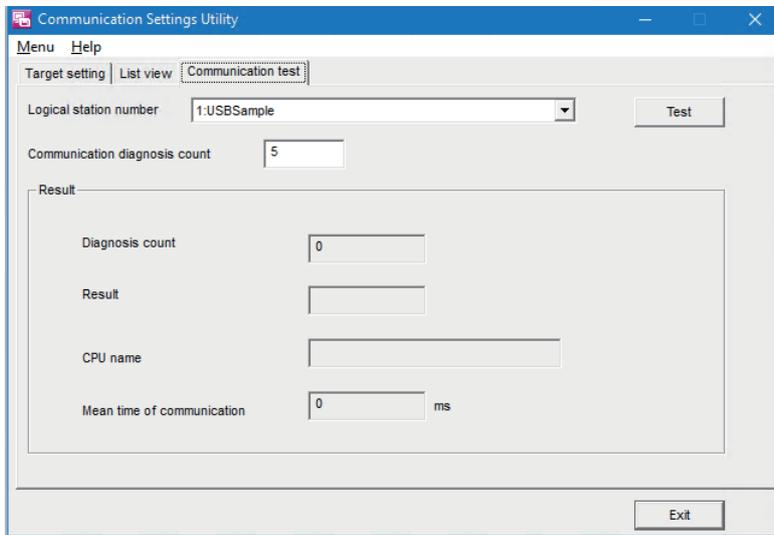 Communication Settings Utility
Menu Help
Target setting List view Communication test
Logical station number 1:USBSample Test
Communication diagnosis count 5
Result
Diagnosis count 0
Result
CPU name
Mean time of communication 0 ms
Exit